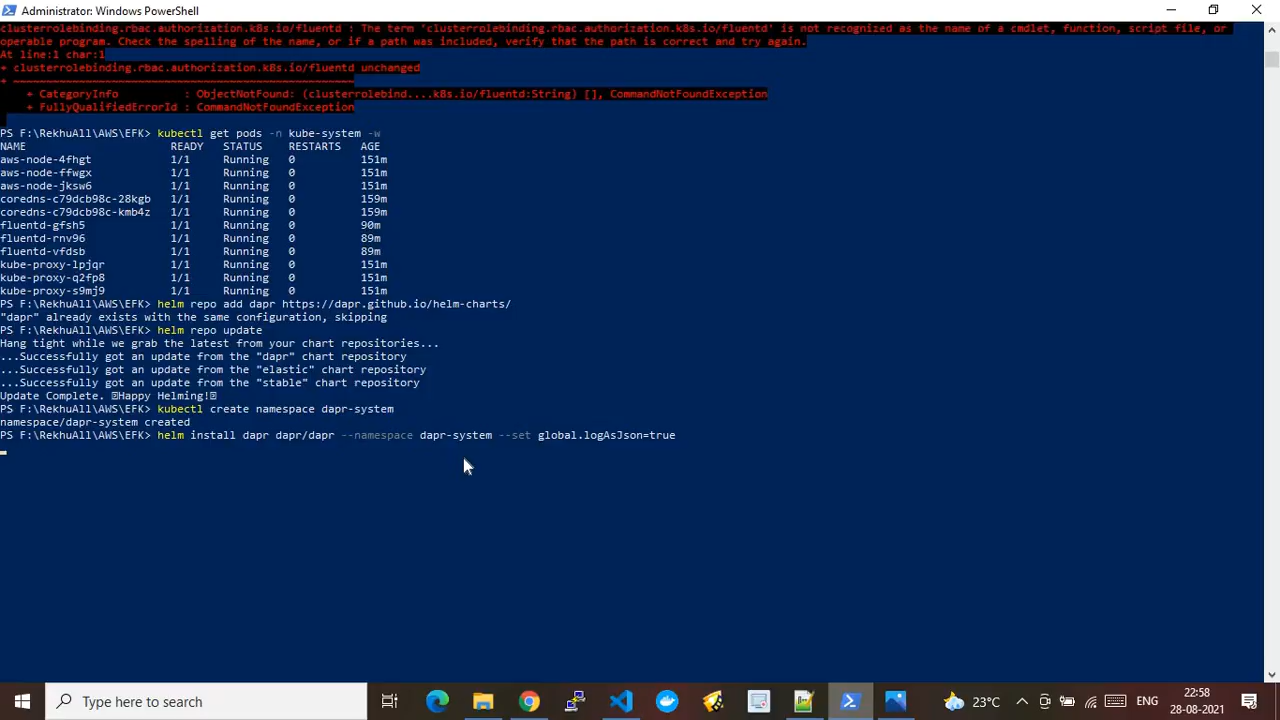 Administrator: Windows PowerShell
clusterrolebinding.rbac.authorization.k8s.io/fluentd : The term 'clusterrolebinding.rbac.authorization.k8s.io/fluentd' is not recognized as the name of a cmdlet, function, script file, or
operable program. Check the spelling of the name, or if a path was included, verify that the path is correct and try again.
At line:1 char:1
+ clusterrolebinding.rbac.authorization.k8s.io/fluentd unchanged
+ ~~~~~~~~~~~~~~~~~~~~~~~~~~~~~~~~~~~~~~~~~~~~~~~~~~~~
+ CategoryInfo : ObjectNotFound: (clusterrolebind....k8s.io/fluentd:String) [], CommandNotFoundException
+ FullyQualifiedErrorId : CommandNotFoundException
PS F:\RekhuAll\AWS\EFK> kubectl get pods -n kube-system -w
NAME READY STATUS RESTARTS AGE
aws-node-4fhgt 1/1 Running 0 151m
aws-node-ffwgx 1/1 Running 0 151m
aws-node-jksw6 1/1 Running 0 151m
coredns-c79dcb98c-28kgb 1/1 Running 0 159m
coredns-c79dcb98c-kmb4z 1/1 Running 0 159m
fluentd-gfsh5 1/1 Running 0 90m
fluentd-rnv96 1/1 Running 0 89m
fluentd-vfdsb 1/1 Running 0 89m
kube-proxy-lpjqr 1/1 Running 0 151m
kube-proxy-q2fp8 1/1 Running 0 151m
kube-proxy-s9mj9 1/1 Running 0 151m
PS F:\RekhuAll\AWS\EFK> helm repo add dapr https://dapr.github.io/helm-charts/
"dapr" already exists with the same configuration, skipping
PS F:\RekhuAll\AWS\EFK> helm repo update
Hang tight while we grab the latest from your chart repositories...
...Successfully got an update from the "dapr" chart repository
...Successfully got an update from the "elastic" chart repository
...Successfully got an update from the "stable" chart repository
Update Complete. ⍰Happy Helming!⍰
PS F:\RekhuAll\AWS\EFK> kubectl create namespace dapr-system
namespace/dapr-system created
PS F:\RekhuAll\AWS\EFK> helm install dapr dapr/dapr --namespace dapr-system --set global.logAsJson=true
Type here to search
23°C
ENG
22:58
28-08-2021